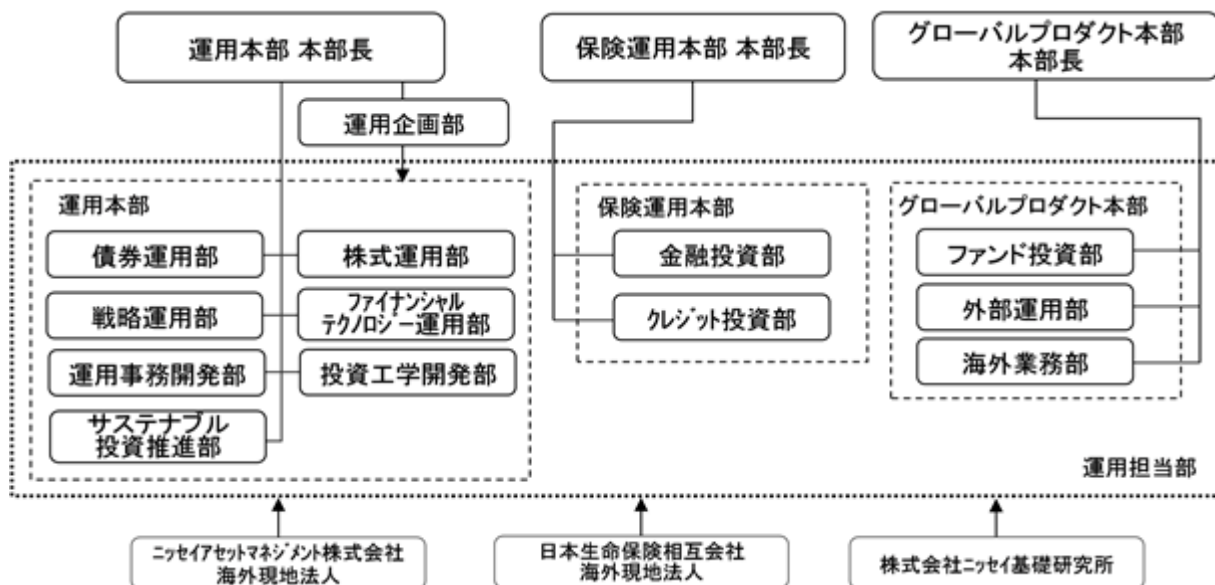 運用本部 本部長
保険運用本部 本部長
グローバルプロダクト本部
本部長
運用企画部
運用本部
保険運用本部
グローバルプロダクト本部
債券運用部
株式運用部
金融投資部
ファンド投資部
戦略運用部
ファイナンシャル
テクノロジー運用部
クレジット投資部
外部運用部
運用事務開発部
投資工学開発部
海外業務部
サステナブル
投資推進部
運用担当部
ニッセイアセットマネジメント株式会社
海外現地法人
日本生命保険相互会社
海外現地法人
株式会社ニッセイ基礎研究所